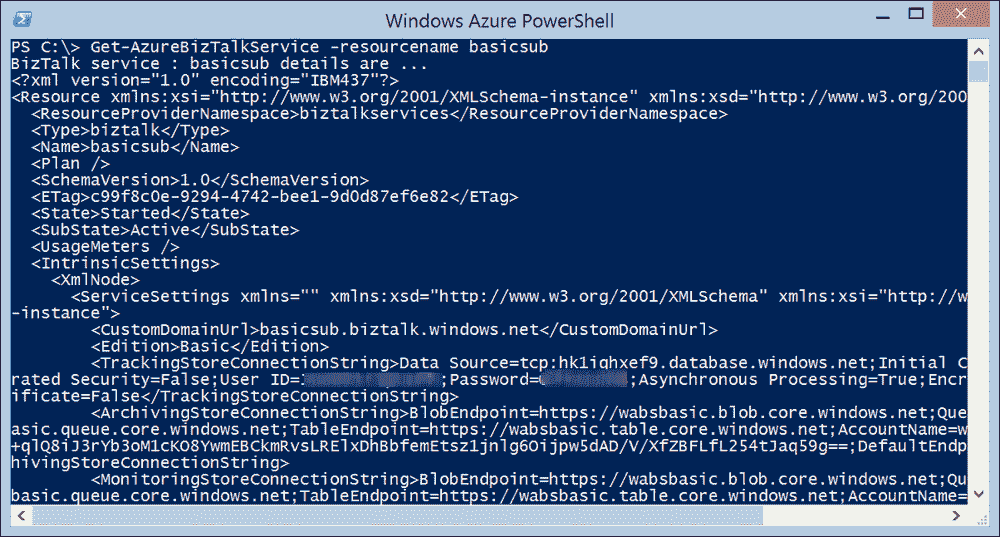 Windows Azure PowerShell
PS C:\> Get-AzureBizTalkService -resourcename basicsub
BizTalk service : basicsub details are ...
<?xml version="1.0" encoding="IBM437"?>
<Resource xmlns:xsi="http://www.w3.org/2001/XMLSchema-instance" xmlns:xsd="http://www.w3.org/200
<ResourceProviderNamespace>biztalkservices</ResourceProviderNamespace>
<Type>biztalk</Type>
<Name>basicsub</Name>
<Plan />
<SchemaVersion>1.0</SchemaVersion>
<ETag>c99f8c0e-9294-4742-bee1-9d0d87ef6e82</ETag>
<State>Started</State>
<SubState>Active</SubState>
<UsageMeters />
<IntrinsicSettings>
<XmlNode>
<ServiceSettings xmlns="" xmlns:xsd="http://www.w3.org/2001/XMLSchema" xmlns:xsi="http://w
-instance">
<CustomDomainUrl>basicsub.biztalk.windows.net</CustomDomainUrl>
<Edition>Basic</Edition>
<TrackingStoreConnectionString>Data Source=tcp:hk1iqhxef9.database.windows.net;Initial C
rated Security=False;User ID= ;Password= ;Asynchronous Processing=True;Encr
ificate=False</TrackingStoreConnectionString>
<ArchivingStoreConnectionString>BlobEndpoint=https://wabsbasic.blob.core.windows.net;Que
asic.queue.core.windows.net;TableEndpoint=https://wabsbasic.table.core.windows.net;AccountName=w
+qlQ8iJ3rYb3oM1cKO8YwmEBCkmRvsLRElxDhBbfemEtsz1jnlg6Oijpw5dAD/V/XfZBFLfL254tJaq59g==;DefaultEndp
hivingStoreConnectionString>
<MonitoringStoreConnectionString>BlobEndpoint=https://wabsbasic.blob.core.windows.net;Qu
basic.queue.core.windows.net;TableEndpoint=https://wabsbasic.table.core.windows.net;AccountName=